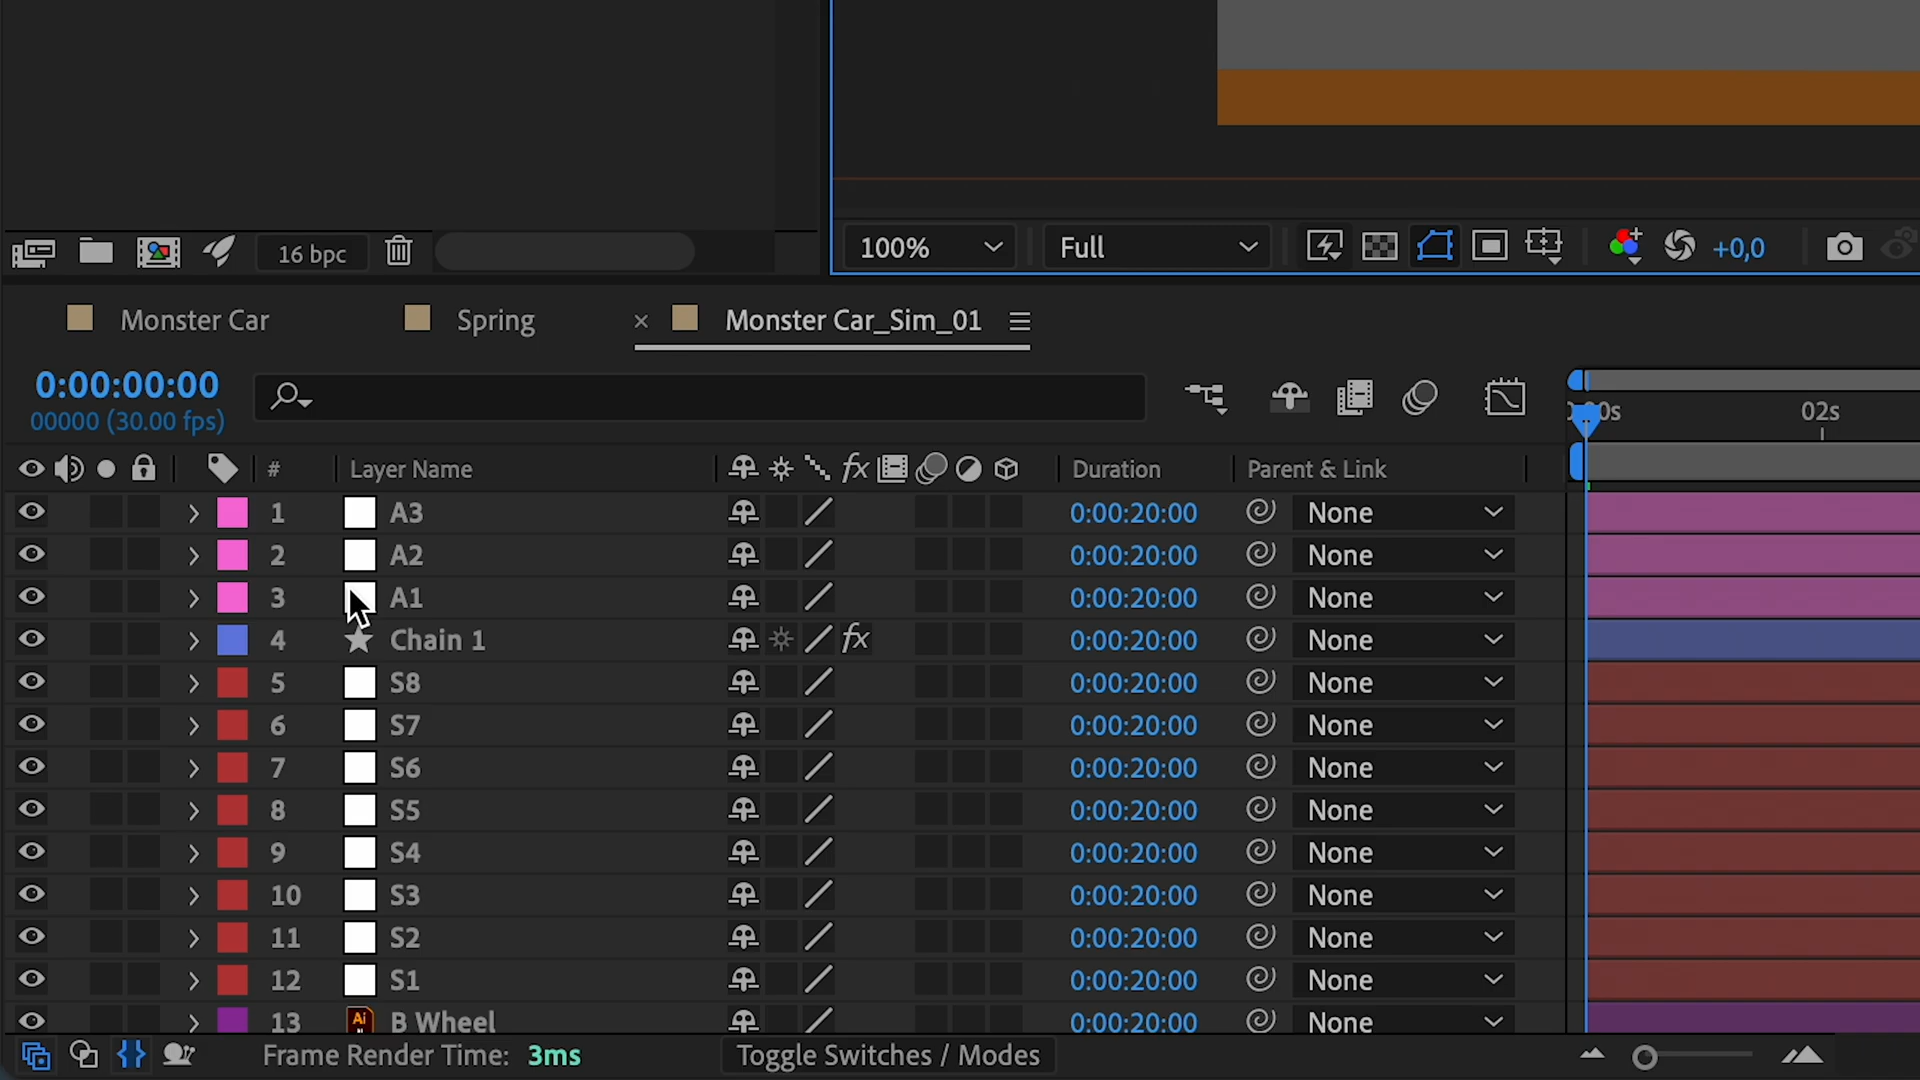 16 bpc
100% Full +0,0
Monster Car Spring × Monster Car_Sim_01
0:00:00:00
00000 (30.00 fps)
02s
# Layer Name fx Duration Parent & Link
1 A3 0:00:20:00 None
2 A2 0:00:20:00 None
3 A1 0:00:20:00 None
4 Chain 1 fx 0:00:20:00 None
5 S8 0:00:20:00 None
6 S7 0:00:20:00 None
7 S6 0:00:20:00 None
8 S5 0:00:20:00 None
9 S4 0:00:20:00 None
10 S3 0:00:20:00 None
11 S2 0:00:20:00 None
12 S1 0:00:20:00 None
13 Ai B Wheel 0:00:20:00 None
Frame Render Time: 3ms Toggle Switches / Modes